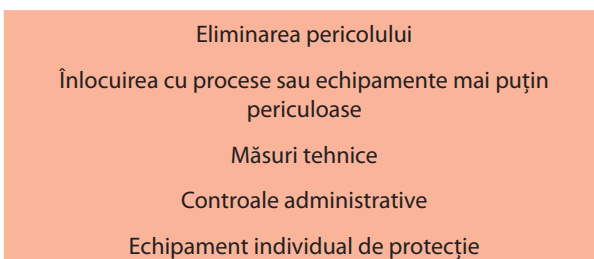 Eliminarea pericolului
Înlocuirea cu procese sau echipamente mai puțin
periculoase
Măsuri tehnice
Controale administrative
Echipament individual de protecție